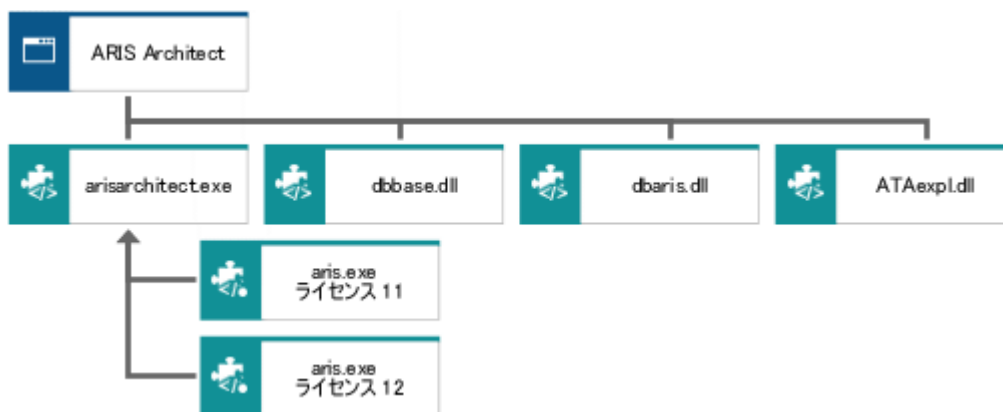 ARIS Architect
arisarchitect.exe
dbbase.dll
dbaris.dll
ATAexpl.dll
aris.exe
ライセンス 11
aris.exe
ライセンス 12